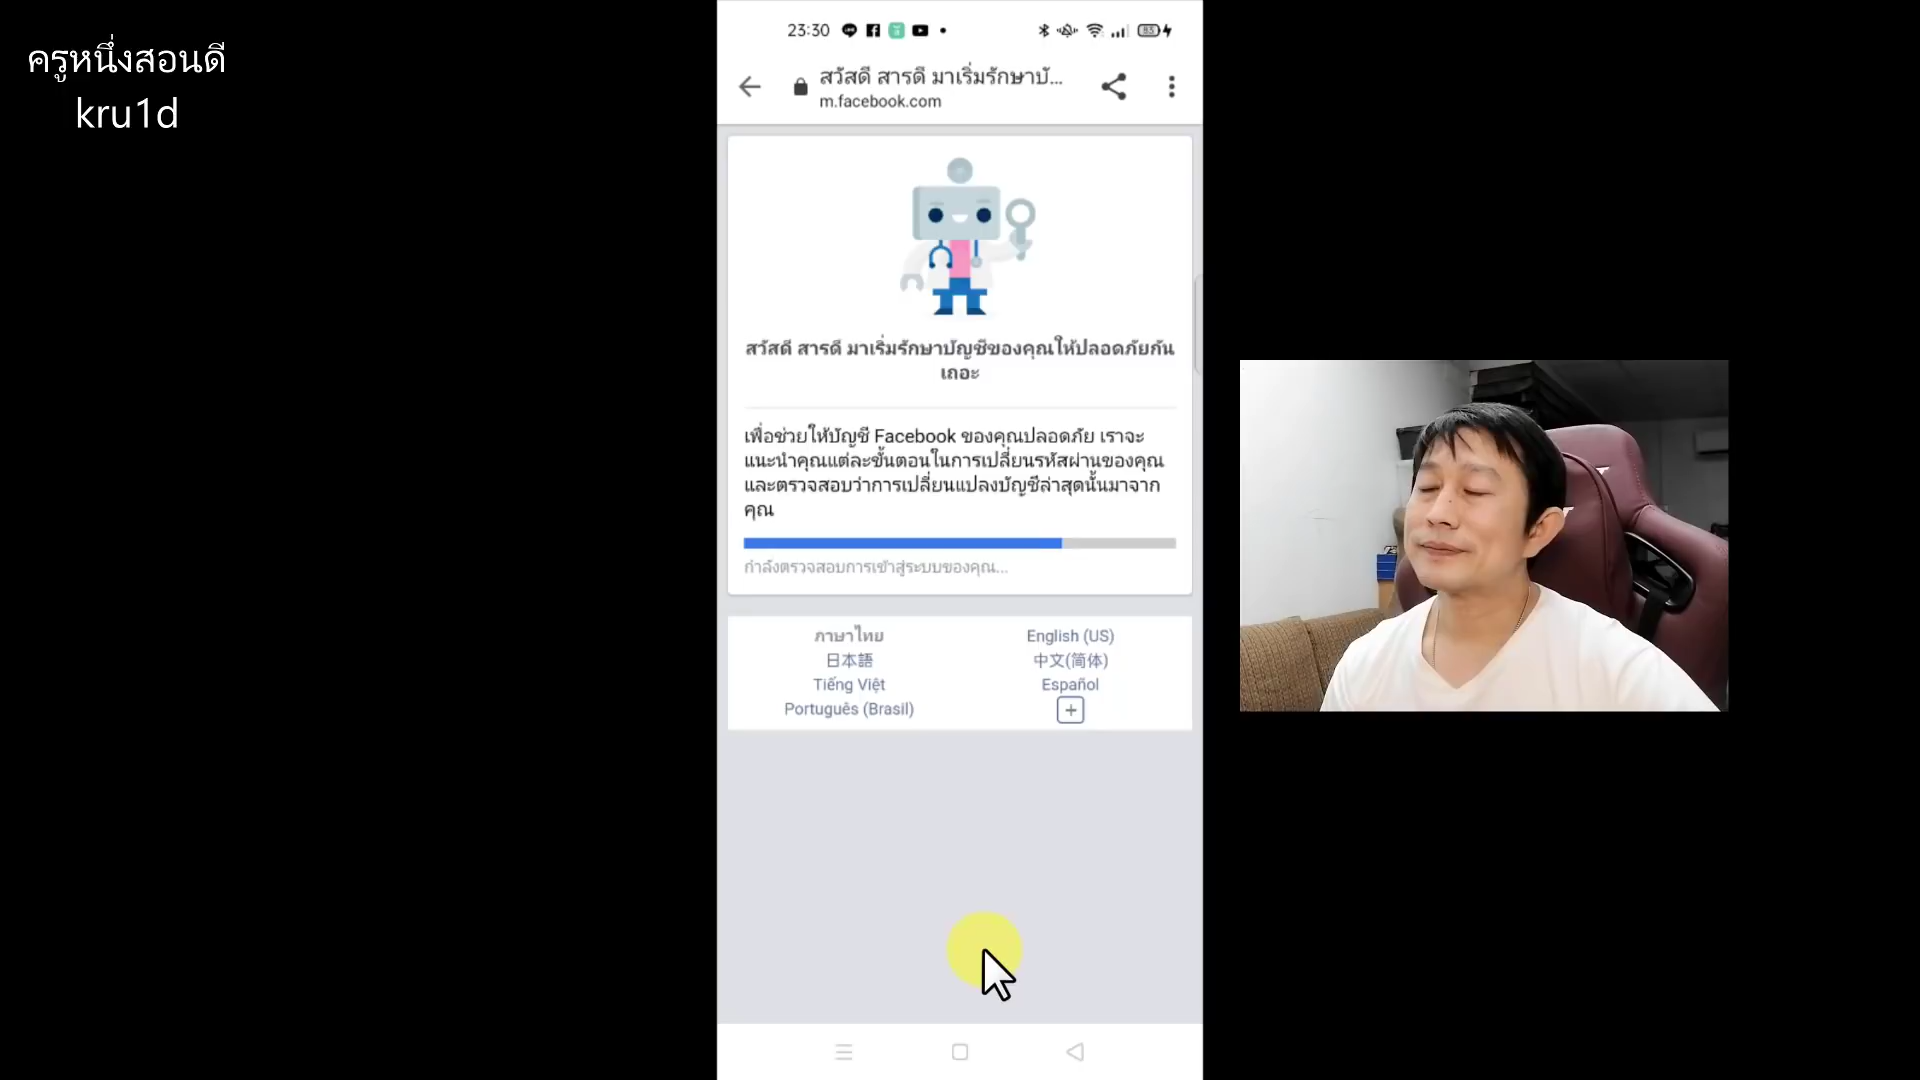 ครูหนึ่งสอนดี
kru1d
23:30
83
สวัสดี สารดี มาเริ่มรักษาบั...
m.facebook.com
สวัสดี สารดี มาเริ่มรักษาบัญชีของคุณให้ปลอดภัยกัน
เถอะ
เพื่อช่วยให้บัญชี Facebook ของคุณปลอดภัย เราจะ
แนะนำคุณแต่ละขั้นตอนในการเปลี่ยนรหัสผ่านของคุณ
และตรวจสอบว่าการเปลี่ยนแปลงบัญชีล่าสุดนั้นมาจาก
คุณ
กำลังตรวจสอบการเข้าสู่ระบบของคุณ...
ภาษาไทย English (US)
日本語 中文(简体)
Tiếng Việt Español
Português (Brasil)